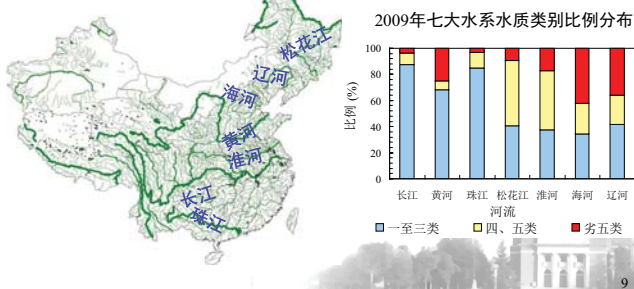 松花江
辽河
海河
黄河
淮河
长江
珠江
2009年七大水系水质类别比例分布
比例 (%)
100
80
60
40
20
0
长江 黄河 珠江 松花江 淮河 海河 辽河
河流
一至三类 四、五类 劣五类
9